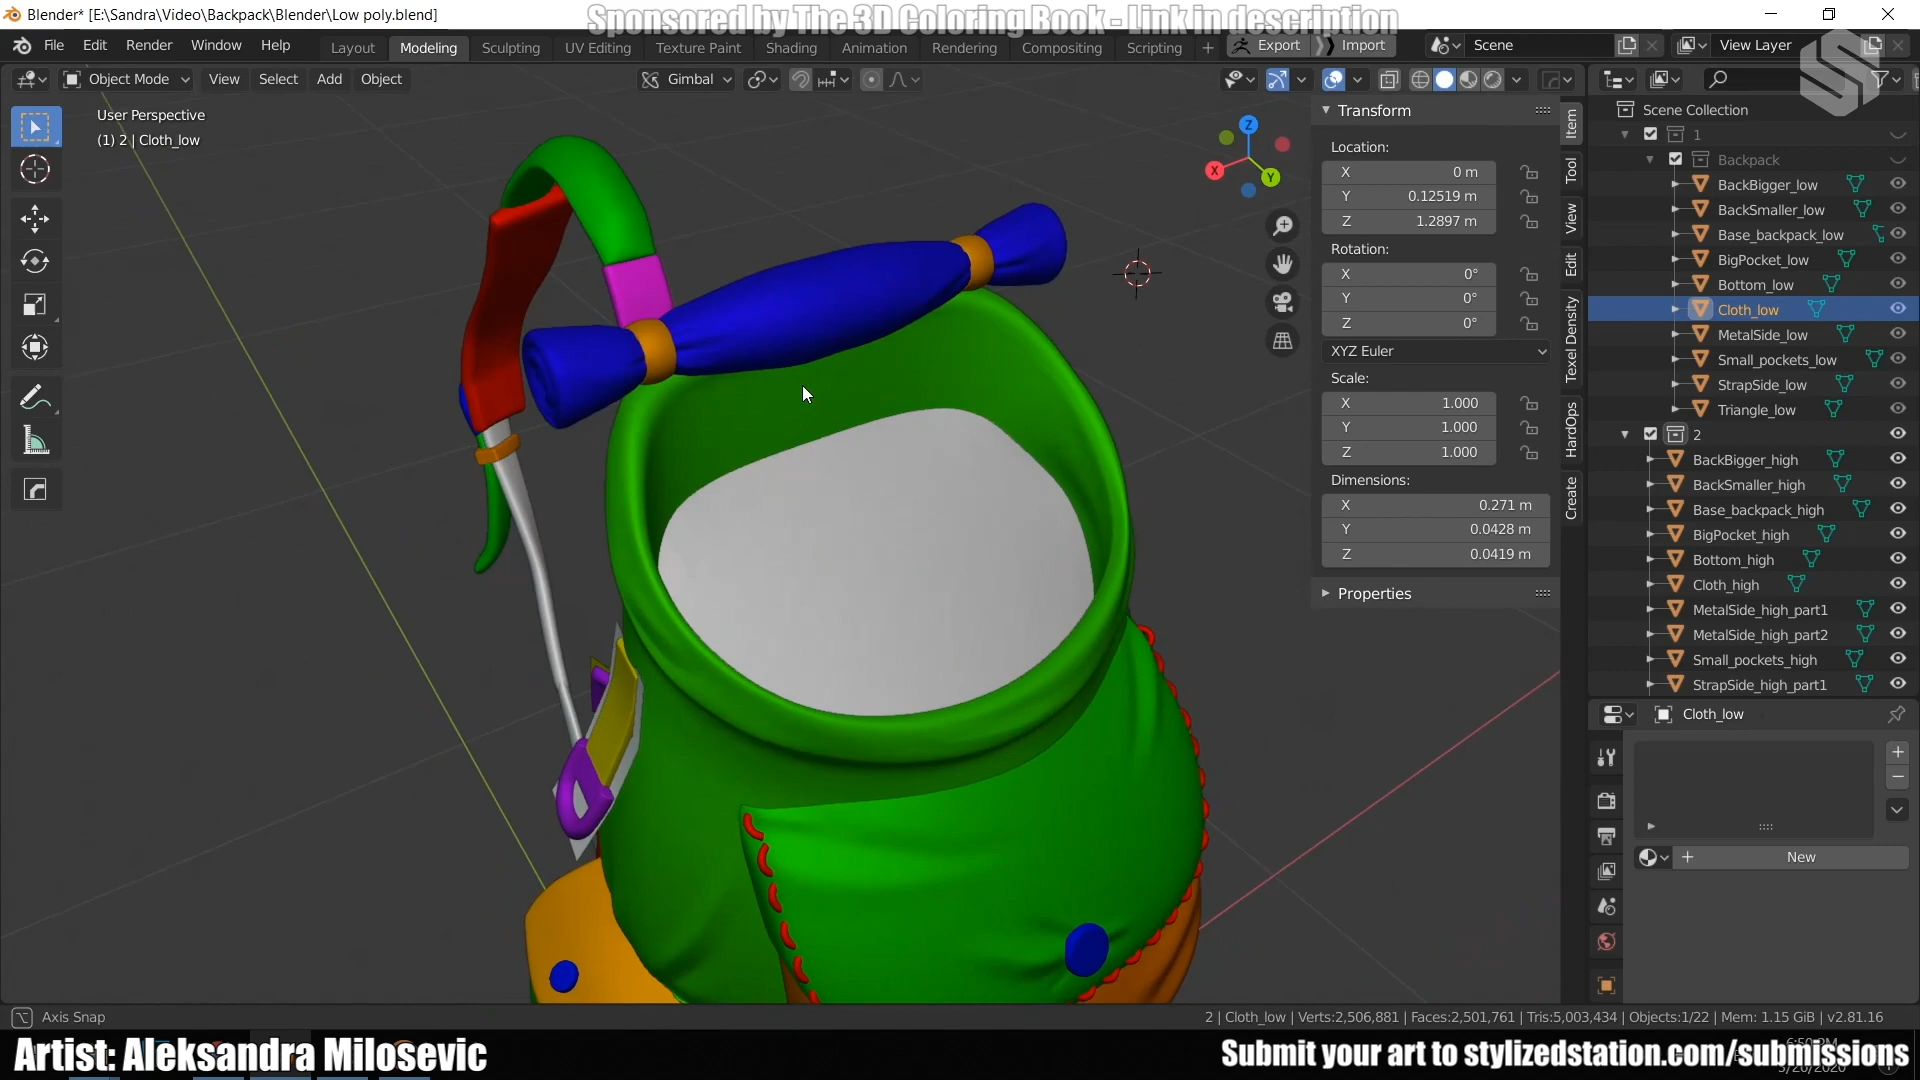 Blender* [E:\Sandra\Video\Backpack\Blender\Low poly.blend]
Sponsored by The 3D Coloring Book - Link in description
File Edit Render Window Help
Layout Modeling Sculpting UV Editing Texture Paint Shading Animation Rendering Compositing Scripting +
Export Import
Scene
View Layer
Object Mode View Select Add Object
Gimbal
User Perspective
(1) 2 | Cloth_low
Z
X
Y
Transform
Location:
X 0 m
Y 0.12519 m
Z 1.2897 m
Rotation:
X 0°
Y 0°
Z 0°
XYZ Euler
Scale:
X 1.000
Y 1.000
Z 1.000
Dimensions:
X 0.271 m
Y 0.0428 m
Z 0.0419 m
Properties
Item
Tool
View
Edit
Texel Density
HardOps
Create
Scene Collection
1
Backpack
BackBigger_low
BackSmaller_low
Base_backpack_low
BigPocket_low
Bottom_low
Cloth_low
MetalSide_low
Small_pockets_low
StrapSide_low
Triangle_low
2
BackBigger_high
BackSmaller_high
Base_backpack_high
BigPocket_high
Bottom_high
Cloth_high
MetalSide_high_part1
MetalSide_high_part2
Small_pockets_high
StrapSide_high_part1
Cloth_low
+ New
Axis Snap
2 | Cloth_low | Verts:2,506,881 | Faces:2,501,761 | Tris:5,003,434 | Objects:1/22 | Mem: 1.15 GiB | v2.81.16
Artist: Aleksandra Milosevic
Submit your art to stylizedstation.com/submissions